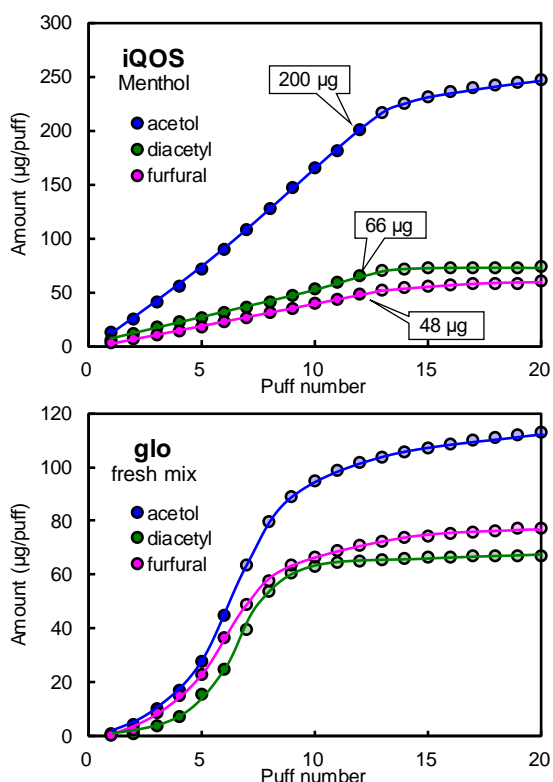 300
250
200
150
100
50
0
Amount (µg/puff)
iQOS
Menthol
acetol
diacetyl
furfural
200 µg
66 µg
48 µg
0 5 10 15 20
Puff number
120
100
80
60
40
20
0
Amount (µg/puff)
glo
fresh mix
acetol
diacetyl
furfural
0 5 10 15 20
Puff number